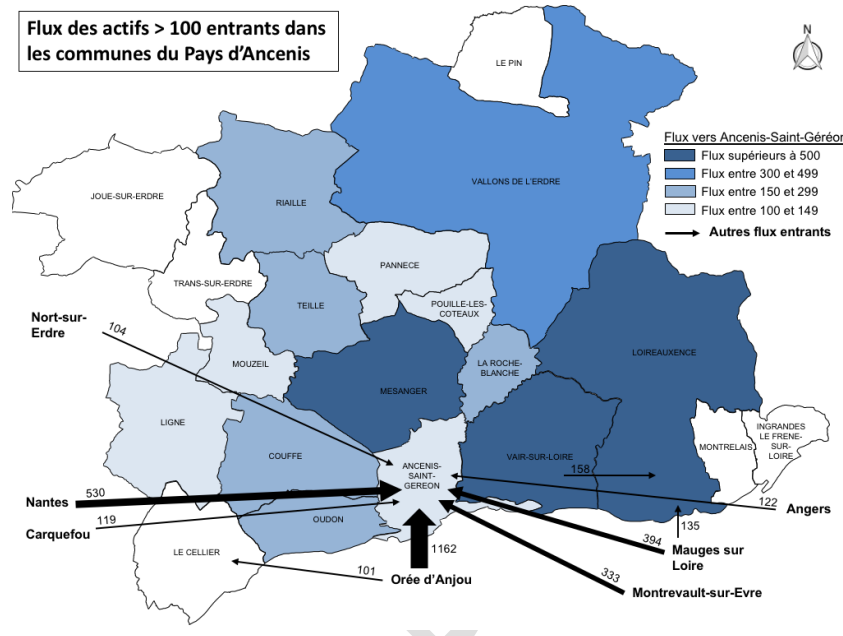 Flux des actifs > 100 entrants dans
les communes du Pays d'Ancenis
N
LE PIN
Flux vers Ancenis-Saint-Géréon
Flux supérieurs à 500
Flux entre 300 et 499
Flux entre 150 et 299
Flux entre 100 et 149
Autres flux entrants
JOUE-SUR-ERDRE
RIAILLE
VALLONS DE L'ERDRE
PANNECE
TRANS-SUR-ERDRE
TEILLE
POUILLE-LES-
COTEAUX
Nort-sur-
Erdre
104
MOUZEIL
LA ROCHE-
BLANCHE
LOIREAUXENCE
MESANGER
LIGNE
INGRANDES
LE FRENE-
SUR-
LOIRE
MONTRELAIS
COUFFE
ANCENIS-
SAINT-
GEREON
VAIR-SUR-LOIRE
158
Nantes
530
122
Angers
Carquefou
119
OUDON
135
LE CELLIER
1162
394
Mauges sur
Loire
101
Orée d'Anjou
333
Montrevault-sur-Evre